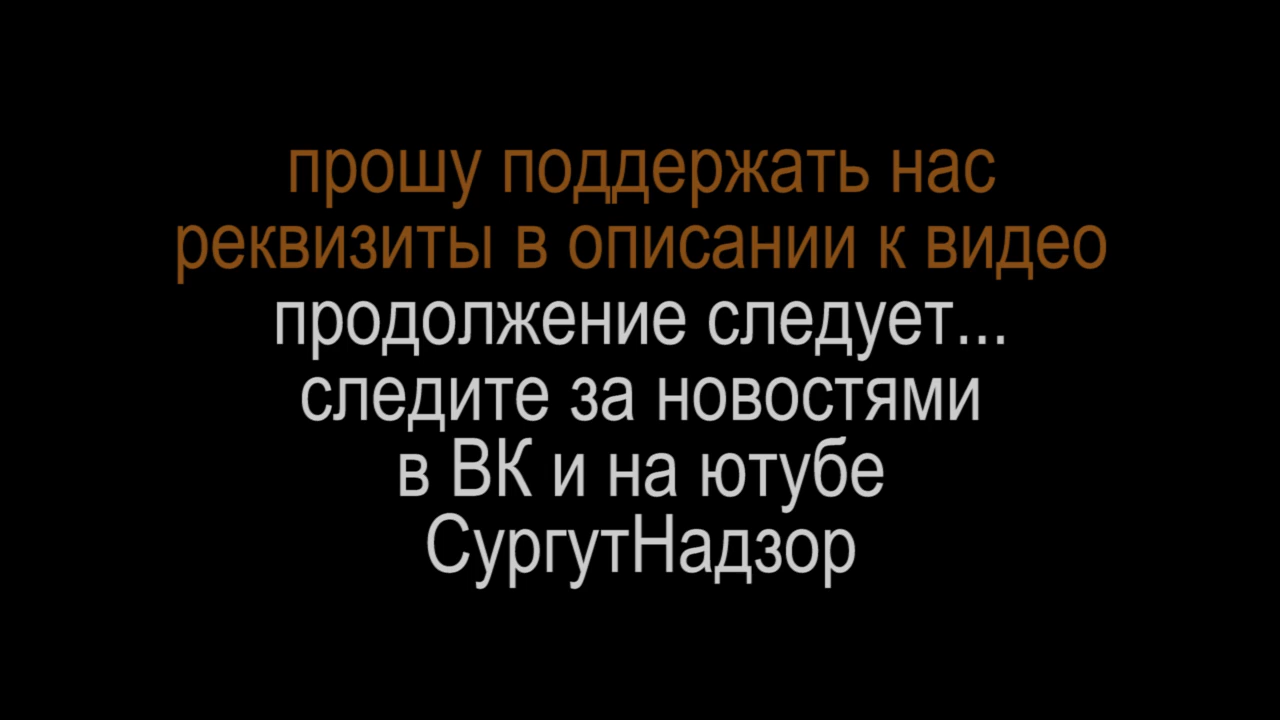 прошу поддержать нас
реквизиты в описании к видео
продолжение следует...
следите за новостями
в ВК и на ютубе
СургутНадзор